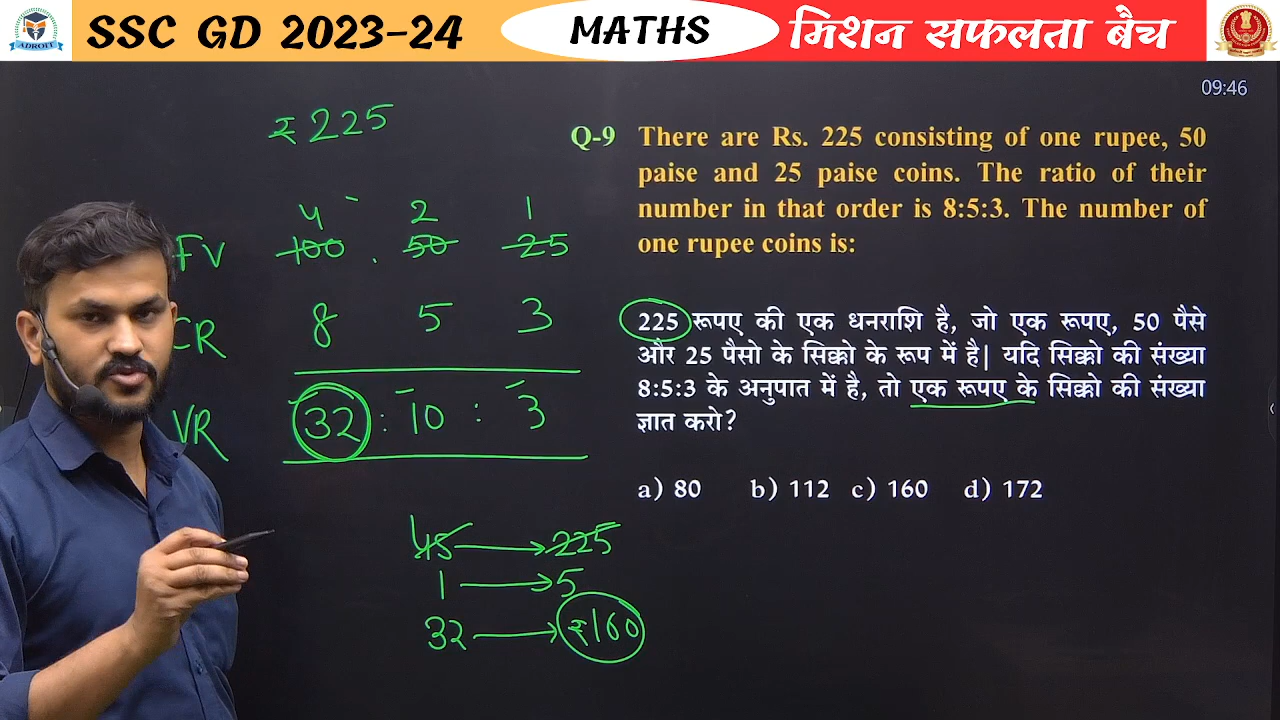 SSC GD 2023-24 MATHS मिशन सफलता बैच
ADROIT
09:46
₹225
Q-9 There are Rs. 225 consisting of one rupee, 50
paise and 25 paise coins. The ratio of their
number in that order is 8:5:3. The number of
one rupee coins is:
4 2 1
FV 100 50 25
CR 8 5 3
VR 32 : 10 : 3
225 रूपए की एक धनराशि है, जो एक रूपए, 50 पैसे
और 25 पैसो के सिक्को के रूप में है| यदि सिक्को की संख्या
8:5:3 के अनुपात में है, तो एक रूपए के सिक्को की संख्या
ज्ञात करो?
a) 80 b) 112 c) 160 d) 172
45 → 225
1 → 5
32 → ₹160